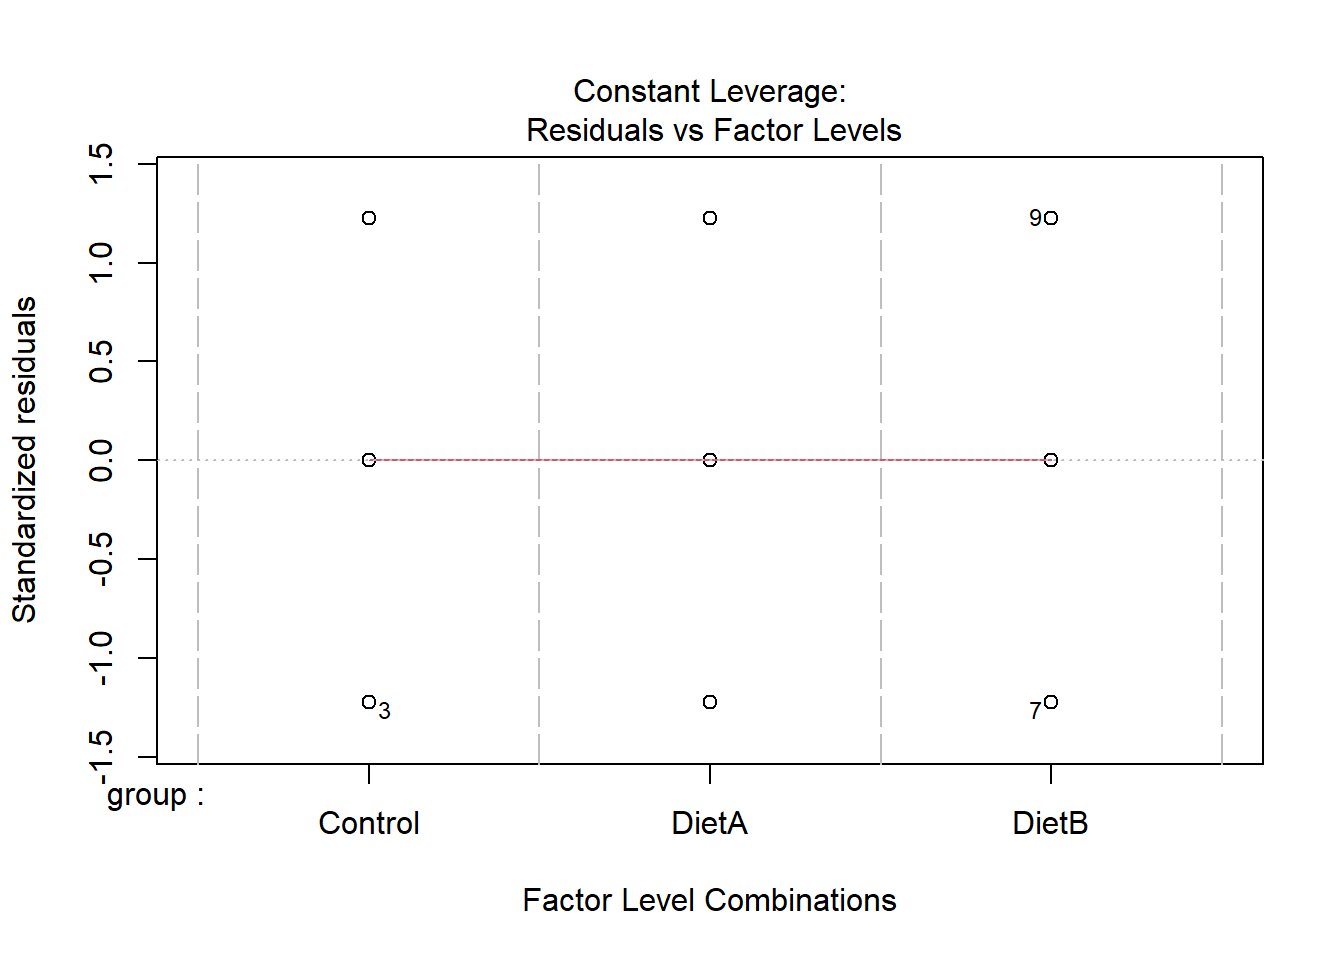 Constant Leverage:
Residuals vs Factor Levels
Standardized residuals
1.5
1.0
0.5
0.0
-0.5
-1.0
-1.5
9
3
7
group :
Control
DietA
DietB
Factor Level Combinations